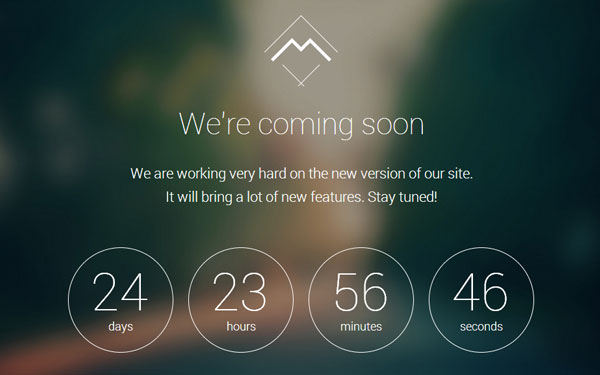 We're coming soon
We are working very hard on the new version of our site.
It will bring a lot of new features. Stay tuned!
24 23 56 46
days hours minutes seconds